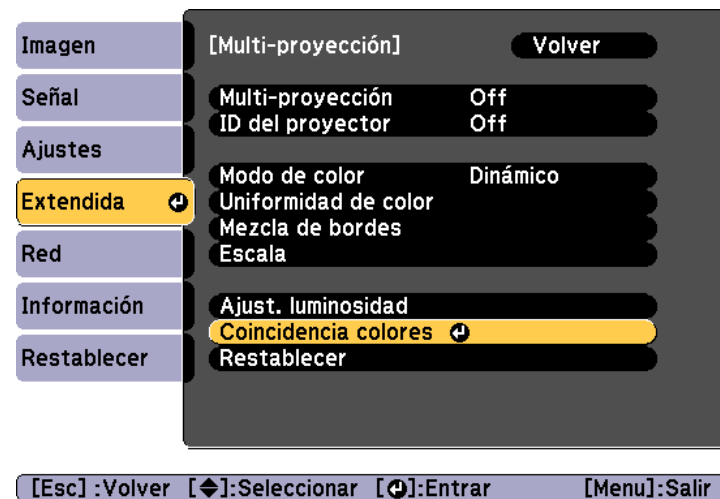 Imagen
Señal
Ajustes
Extendida
Red
Información
Restablecer
[Multi-proyección] Volver
Multi-proyección Off
ID del proyector Off
Modo de color Dinámico
Uniformidad de color
Mezcla de bordes
Escala
Ajust. luminosidad
Coincidencia colores
Restablecer
[Esc] :Volver [ ]:Seleccionar [ ]:Entrar [Menu]:Salir